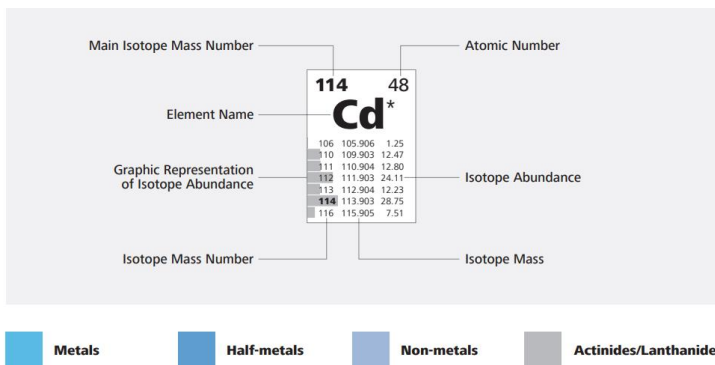 Main Isotope Mass Number
Atomic Number
114 48
Cd*
Element Name
106 105.906 1.25
110 109.903 12.47
111 110.904 12.80
112 111.903 24.11
113 112.904 12.23
114 113.903 28.75
116 115.905 7.51
Graphic Representation
of Isotope Abundance
Isotope Abundance
Isotope Mass Number
Isotope Mass
Metals
Half-metals
Non-metals
Actinides/Lanthanide